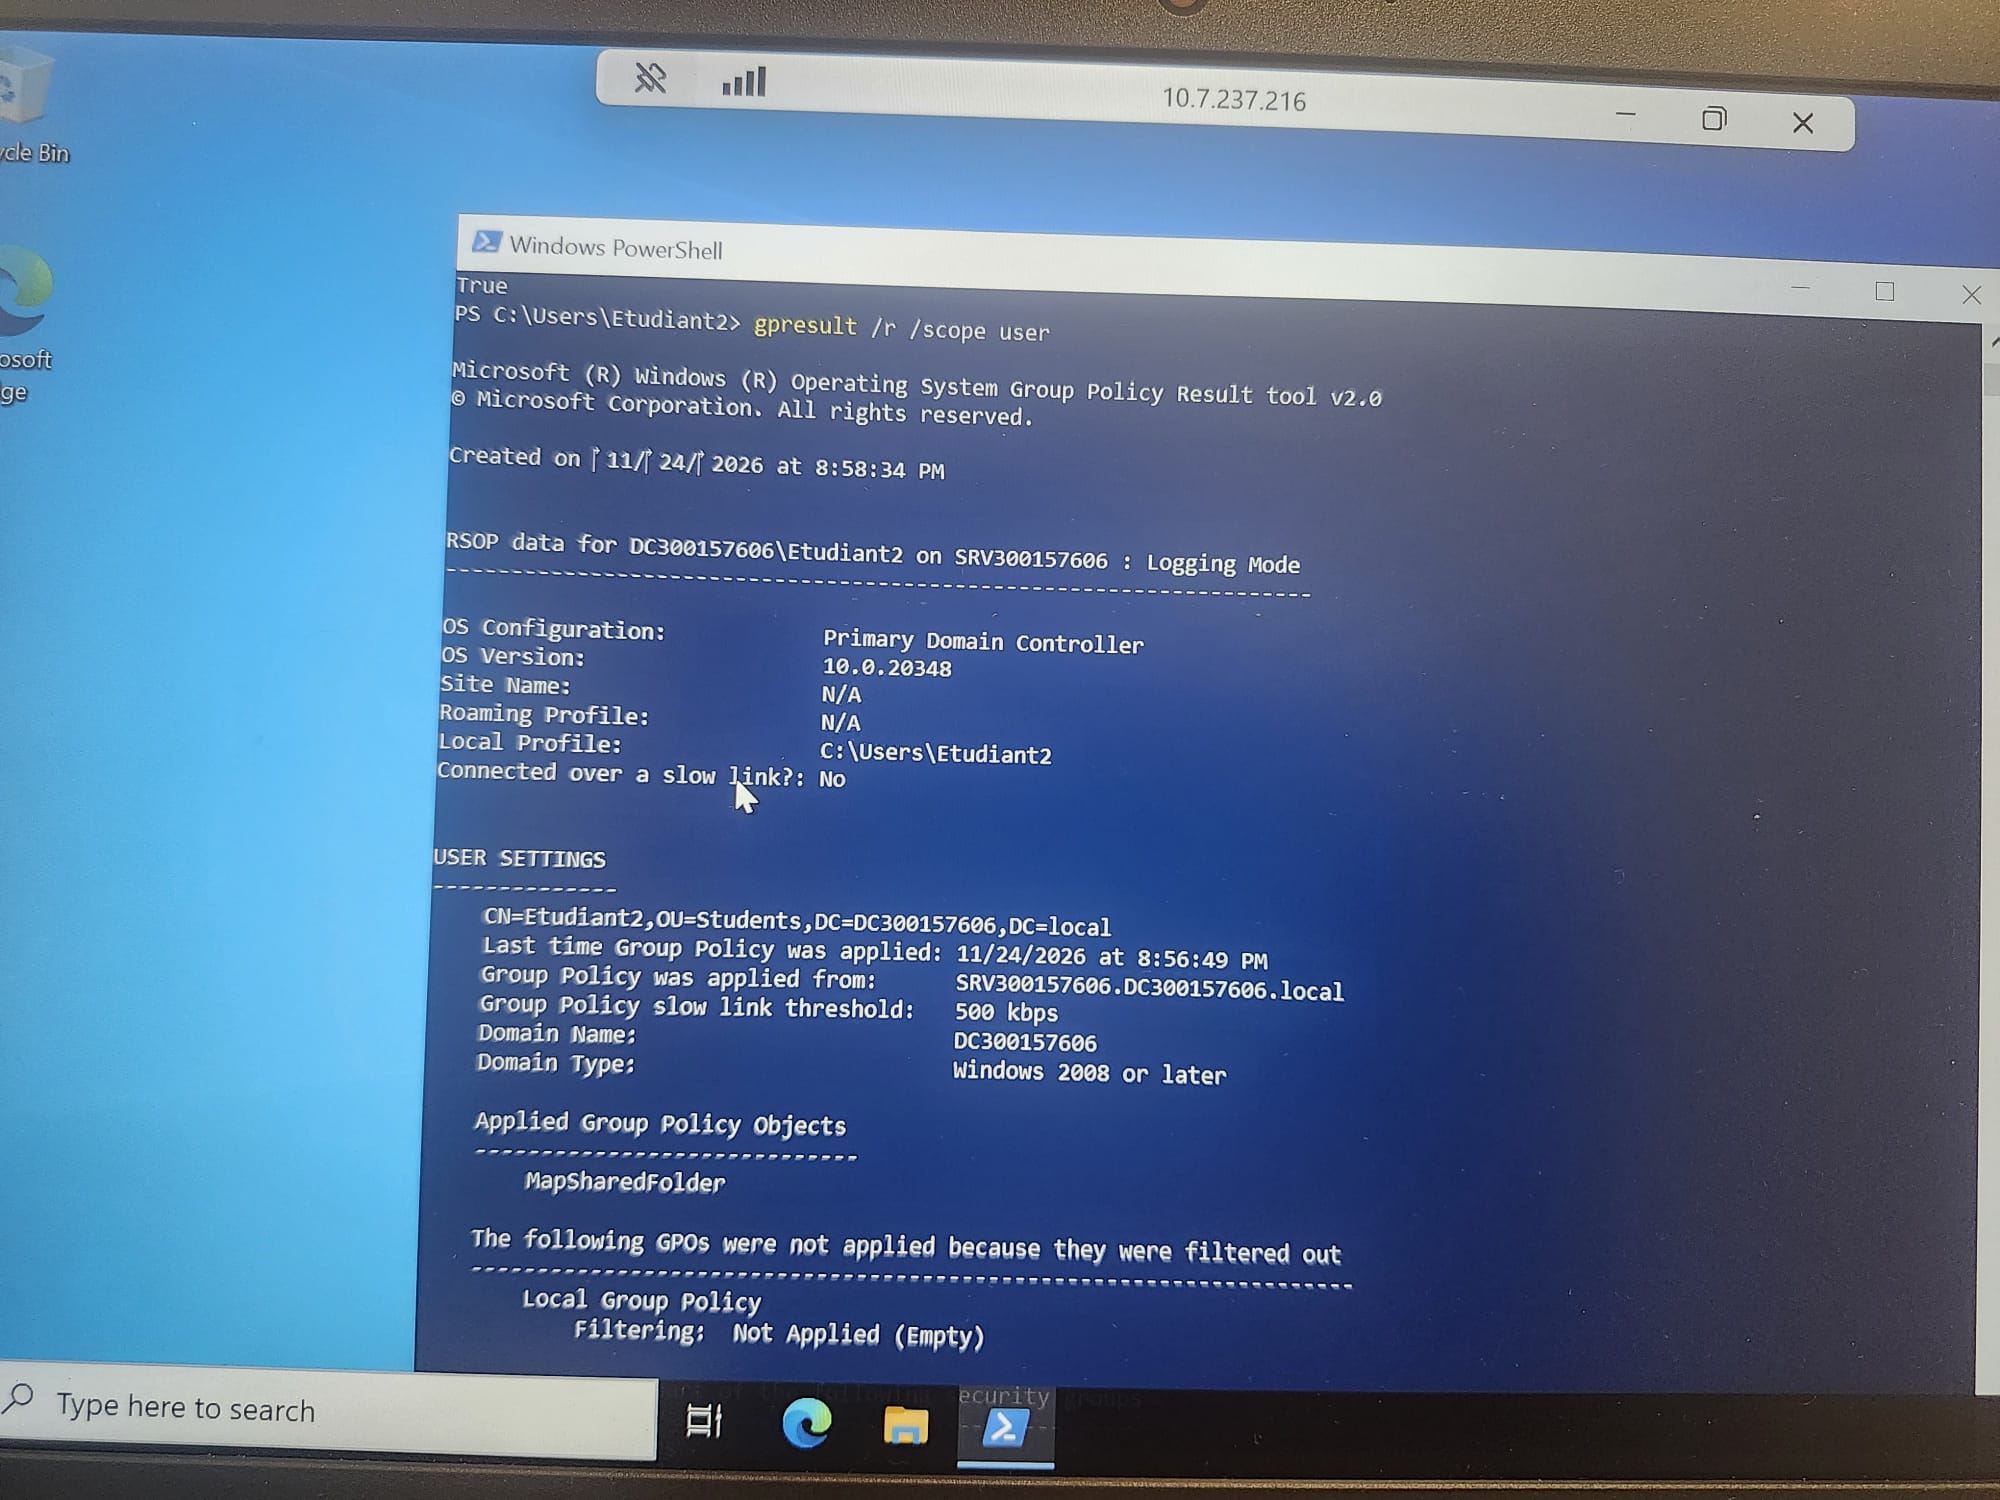 10.7.237.216
cle Bin
osoft
ge
Windows PowerShell
True
PS C:\Users\Etudiant2> gpresult /r /scope user
Microsoft (R) Windows (R) Operating System Group Policy Result tool v2.0
© Microsoft Corporation. All rights reserved.
Created on 11/ 24/ 2026 at 8:58:34 PM
RSOP data for DC300157606\Etudiant2 on SRV300157606 : Logging Mode
OS Configuration: Primary Domain Controller
OS Version: 10.0.20348
Site Name: N/A
Roaming Profile: N/A
Local Profile: C:\Users\Etudiant2
Connected over a slow link?: No
USER SETTINGS
CN=Etudiant2,OU=Students,DC=DC300157606,DC=local
Last time Group Policy was applied: 11/24/2026 at 8:56:49 PM
Group Policy was applied from: SRV300157606.DC300157606.local
Group Policy slow link threshold: 500 kbps
Domain Name: DC300157606
Domain Type: Windows 2008 or later
Applied Group Policy Objects
MapSharedFolder
The following GPOs were not applied because they were filtered out
Local Group Policy
Filtering: Not Applied (Empty)
ecurity groups
Type here to search